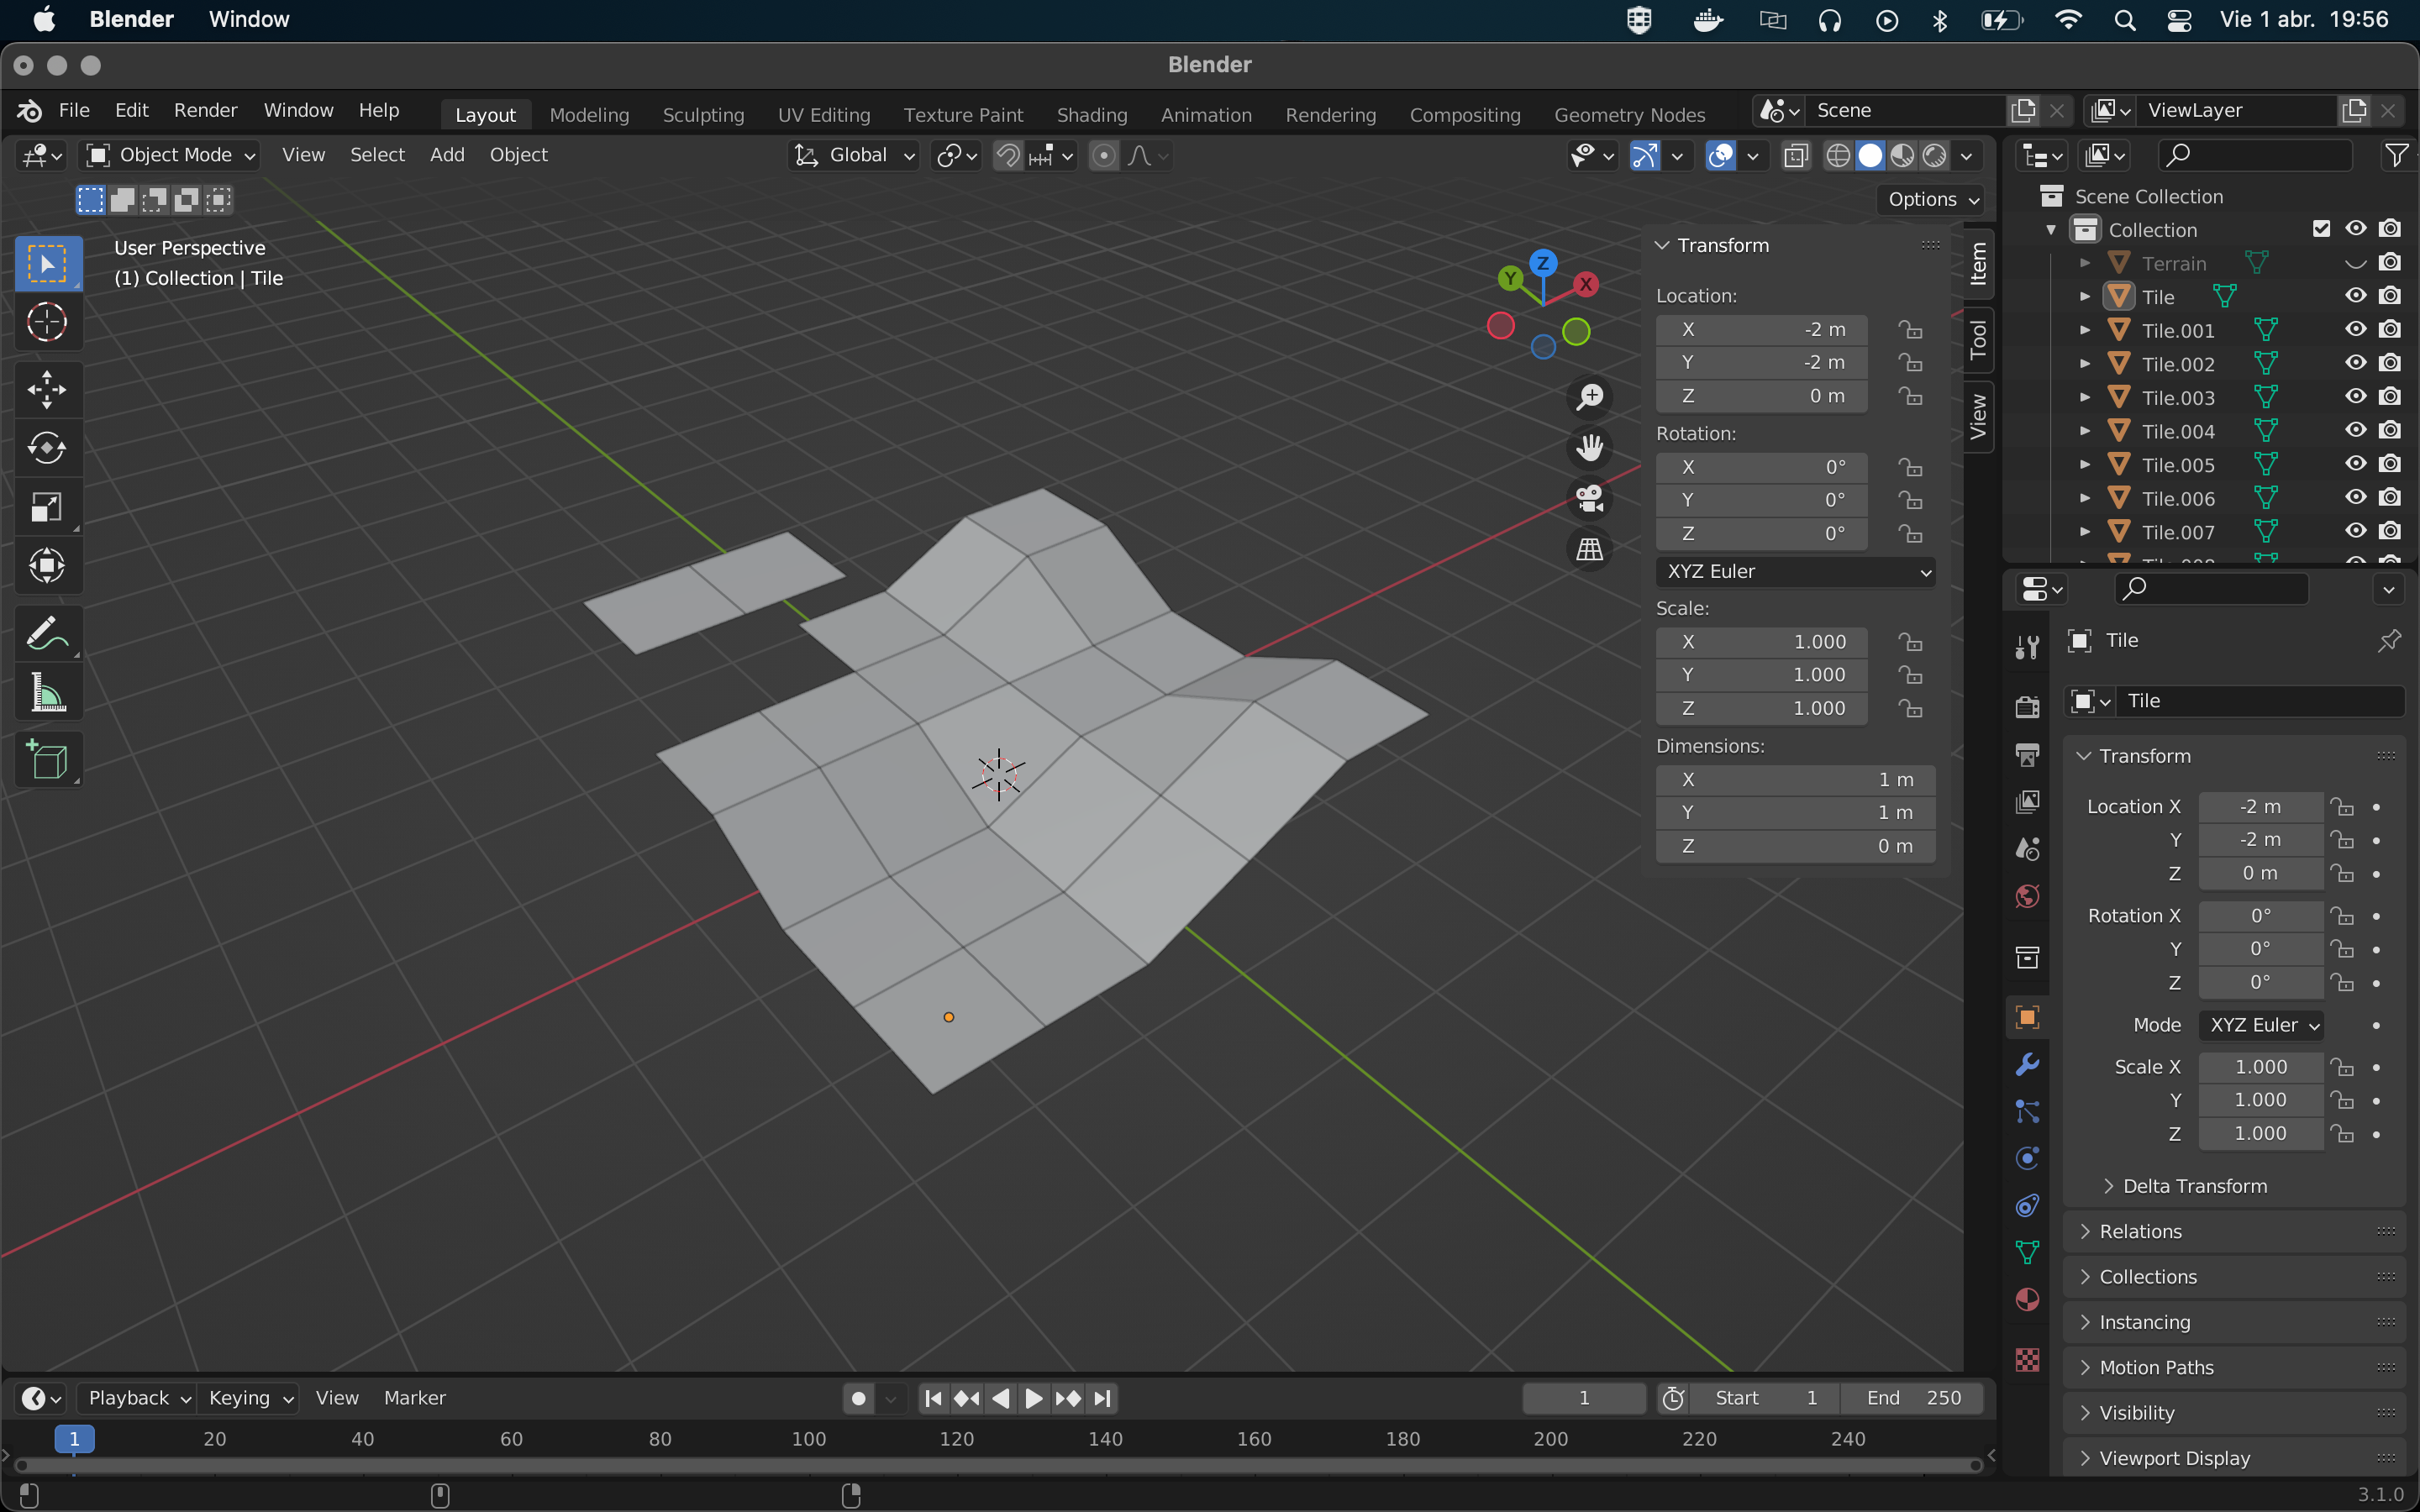 Blender Window Vie 1 abr. 19:56
Blender
File Edit Render Window Help Layout Modeling Sculpting UV Editing Texture Paint Shading Animation Rendering Compositing Geometry Nodes Scene ViewLayer
Object Mode View Select Add Object Global
Options
User Perspective
(1) Collection | Tile
Z
Y
X
Transform
Location:
X -2 m
Y -2 m
Z 0 m
Rotation:
X 0°
Y 0°
Z 0°
XYZ Euler
Scale:
X 1.000
Y 1.000
Z 1.000
Dimensions:
X 1 m
Y 1 m
Z 0 m
Item
Tool
View
Scene Collection
Collection
Terrain
Tile
Tile.001
Tile.002
Tile.003
Tile.004
Tile.005
Tile.006
Tile.007
Tile
Tile
Transform
Location X -2 m
Y -2 m
Z 0 m
Rotation X 0°
Y 0°
Z 0°
Mode XYZ Euler
Scale X 1.000
Y 1.000
Z 1.000
Delta Transform
Relations
Collections
Instancing
Motion Paths
Visibility
Viewport Display
Playback Keying View Marker 1 Start 1 End 250
1 20 40 60 80 100 120 140 160 180 200 220 240
3.1.0